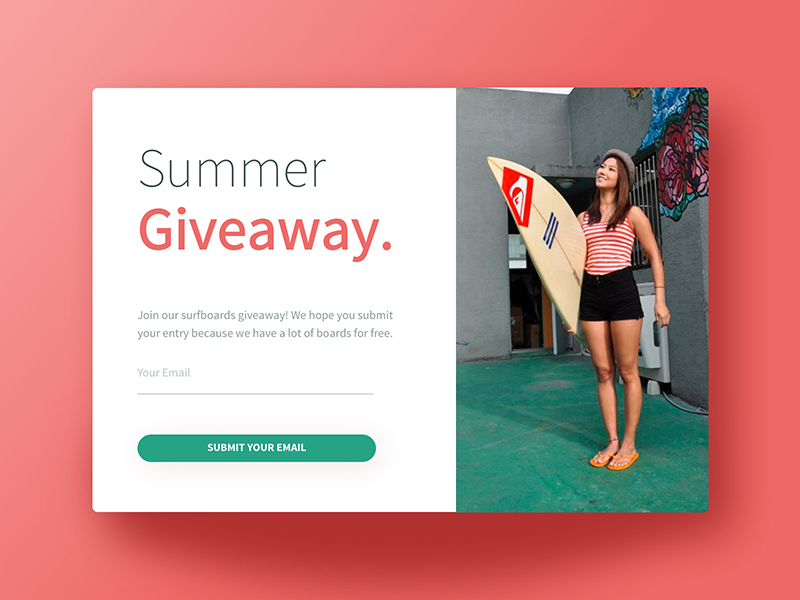 Summer
Giveaway.
Join our surfboards giveaway! We hope you submit
your entry because we have a lot of boards for free.
Your Email
SUBMIT YOUR EMAIL